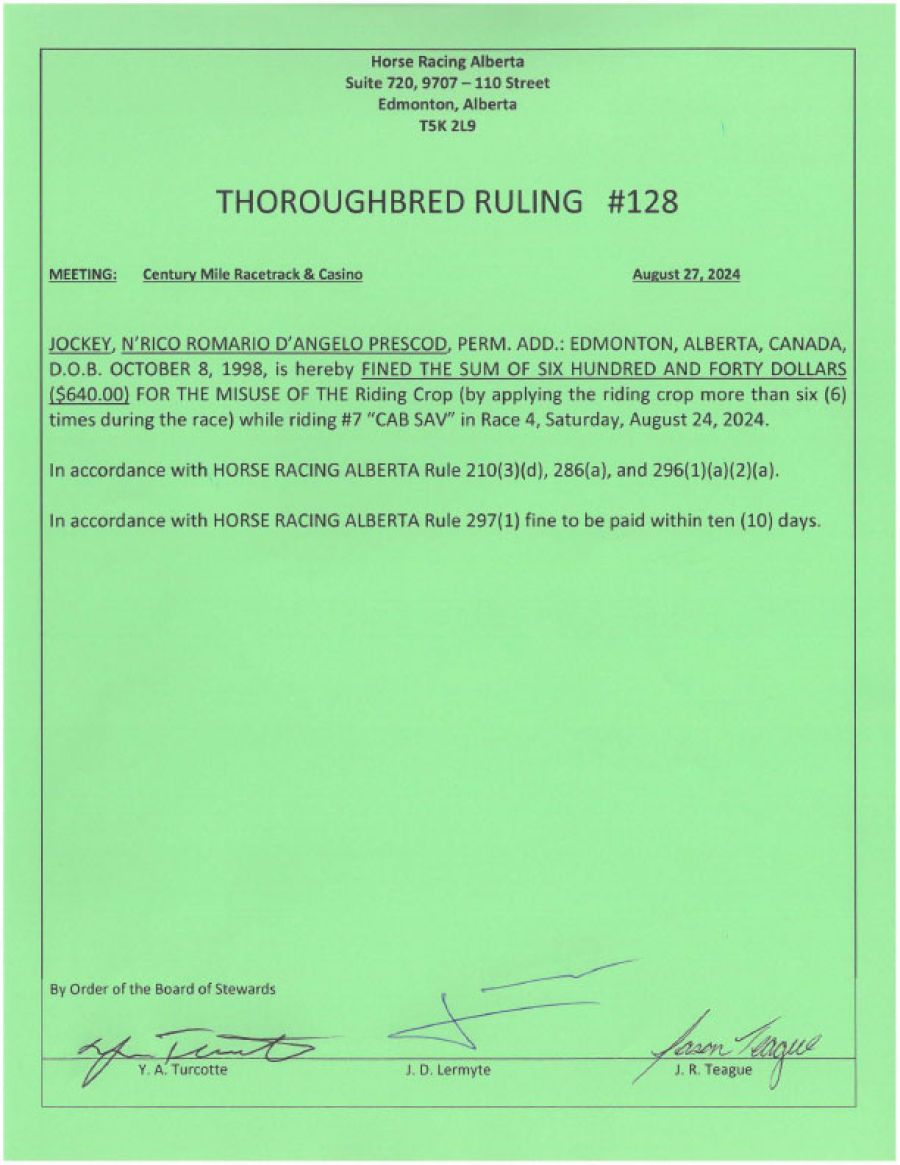 Horse Racing Alberta
Suite 720, 9707 – 110 Street
Edmonton, Alberta
T5K 2L9
THOROUGHBRED RULING #128
MEETING: Century Mile Racetrack & Casino August 27, 2024
JOCKEY, N'RICO ROMARIO D'ANGELO PRESCOD, PERM. ADD.: EDMONTON, ALBERTA, CANADA,
D.O.B. OCTOBER 8, 1998, is hereby FINED THE SUM OF SIX HUNDRED AND FORTY DOLLARS
($640.00) FOR THE MISUSE OF THE Riding Crop (by applying the riding crop more than six (6)
times during the race) while riding #7 "CAB SAV" in Race 4, Saturday, August 24, 2024.
In accordance with HORSE RACING ALBERTA Rule 210(3)(d), 286(a), and 296(1)(a)(2)(a).
In accordance with HORSE RACING ALBERTA Rule 297(1) fine to be paid within ten (10) days.
By Order of the Board of Stewards
Jason Teague
Y. A. Turcotte J. D. Lermyte J. R. Teague